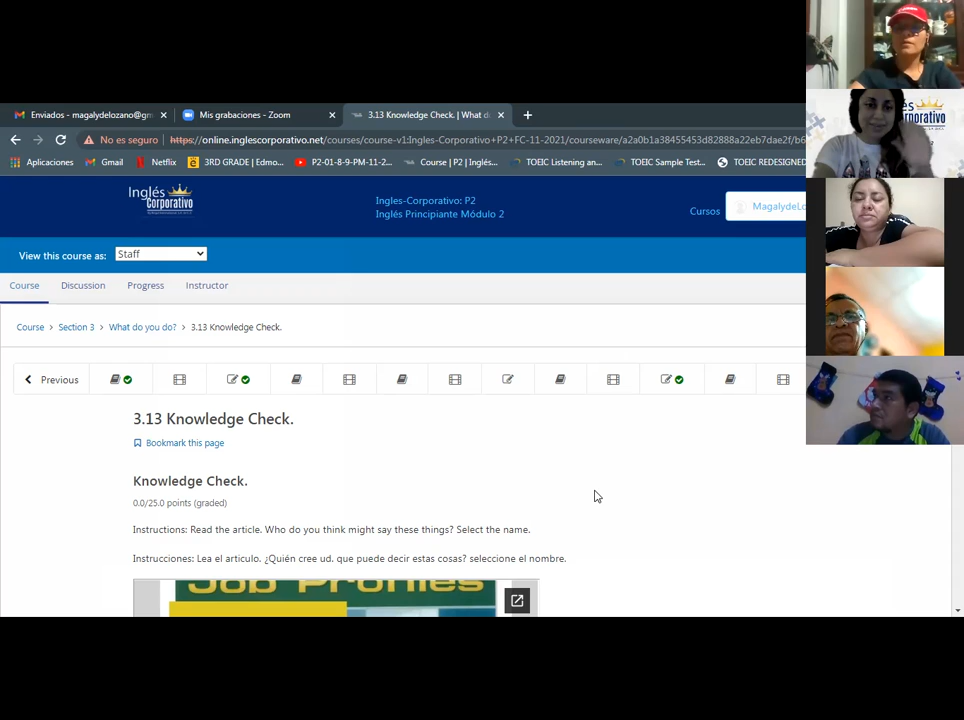 Enviados - magalydelozano@gm
Mis grabaciones - Zoom
3.13 Knowledge Check. | What d
No es seguro
https://online.inglescorporativo.net/courses/course-v1:Ingles-Corporativo+P2+FC-11-2021/courseware/a2a0b1a38455453d82888a22eb7dae2f/b6
Aplicaciones
Gmail
Netflix
3RD GRADE | Edmo...
P2-01-8-9-PM-11-2...
Course | P2 | Inglés...
TOEIC Listening an...
TOEIC Sample Test...
TOEIC REDESIGNED
Inglés
Corporativo
Ingles-Corporativo: P2
Inglés Principiante Módulo 2
Cursos
MagalydeLo
View this course as:
Staff
Course
Discussion
Progress
Instructor
Course > Section 3 > What do you do? > 3.13 Knowledge Check.
Previous
3.13 Knowledge Check.
Bookmark this page
Knowledge Check.
0.0/25.0 points (graded)
Instructions: Read the article. Who do you think might say these things? Select the name.
Instrucciones: Lea el articulo. ¿Quién cree ud. que puede decir estas cosas? seleccione el nombre.
Job Profiles